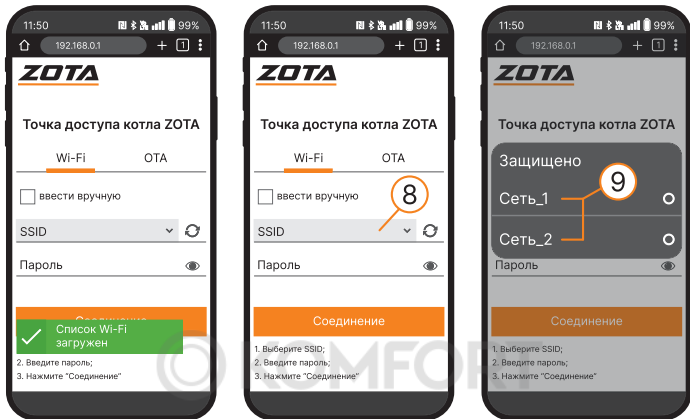 11:50 99%
192.168.0.1 + 1
ZOTA
Точка доступа котла ZOTA
Wi-Fi OTA
ввести вручную
SSID
Пароль
Соединение
Список Wi-Fi
загружен
2. Введите пароль;
3. Нажмите “Соединение”
11:50 99%
192.168.0.1 + 1
ZOTA
Точка доступа котла ZOTA
Wi-Fi OTA
ввести вручную
8
SSID
Пароль
Соединение
1. Выберите SSID;
2. Введите пароль;
3. Нажмите “Соединение”
11:50 99%
192.168.0.1 + 1
ZOTA
Точка доступа котла ZOTA
Защищено
9
Сеть_1
Сеть_2
Пароль
Соединение
1. Выберите SSID;
2. Введите пароль;
3. Нажмите “Соединение”
KOMFORT